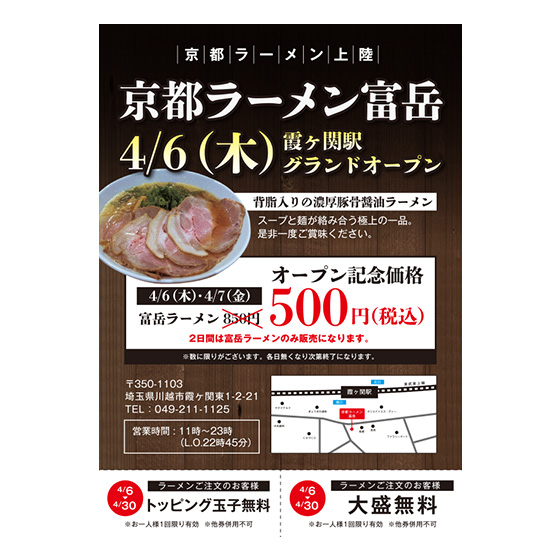 京都ラーメン上陸
京都ラーメン富岳
4/6(木)霞ヶ関駅
グランドオープン
背脂入りの濃厚豚骨醤油ラーメン
スープと麺が絡み合う極上の一品。
是非一度ご賞味ください。
オープン記念価格
4/6(木)・4/7(金)
富岳ラーメン 850円 500円(税込)
2日間は富岳ラーメンのみ販売になります。
※数に限りがございます。各日無くなり次第終了になります。
〒350-1103
埼玉県川越市霞ヶ関東1-2-21
TEL：049-211-1125
営業時間：11時〜23時
(L.O.22時45分)
霞ヶ関駅
京都ラーメン
富岳
4/6
4/30
ラーメンご注文のお客様
トッピング玉子無料
※お一人様1回限り有効 ※他券併用不可
4/6
4/30
ラーメンご注文のお客様
大盛無料
※お一人様1回限り有効 ※他券併用不可